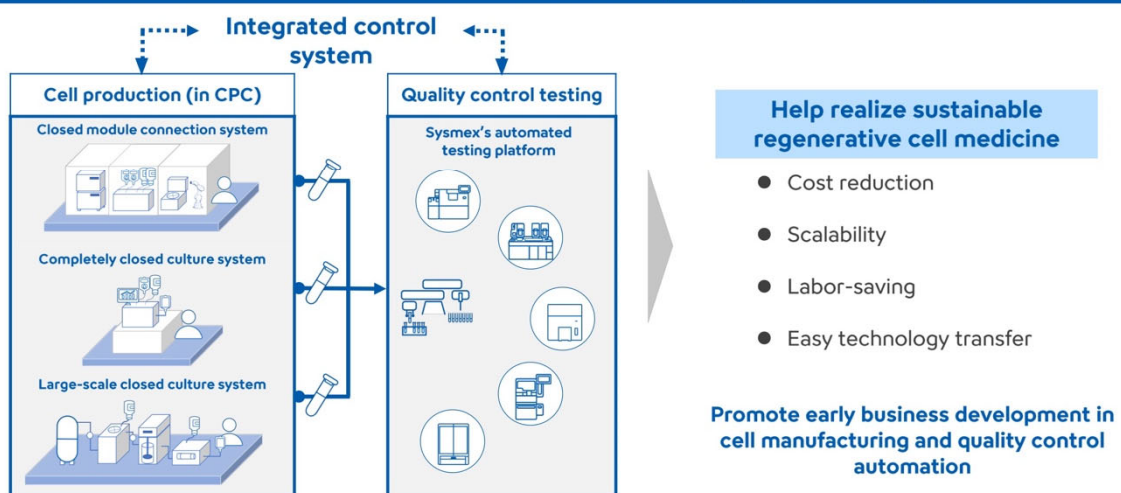 Integrated control
system
Cell production (in CPC)
Closed module connection system
Completely closed culture system
Large-scale closed culture system
Quality control testing
Sysmex's automated
testing platform
Help realize sustainable
regenerative cell medicine
● Cost reduction
● Scalability
● Labor-saving
● Easy technology transfer
Promote early business development in
cell manufacturing and quality control
automation